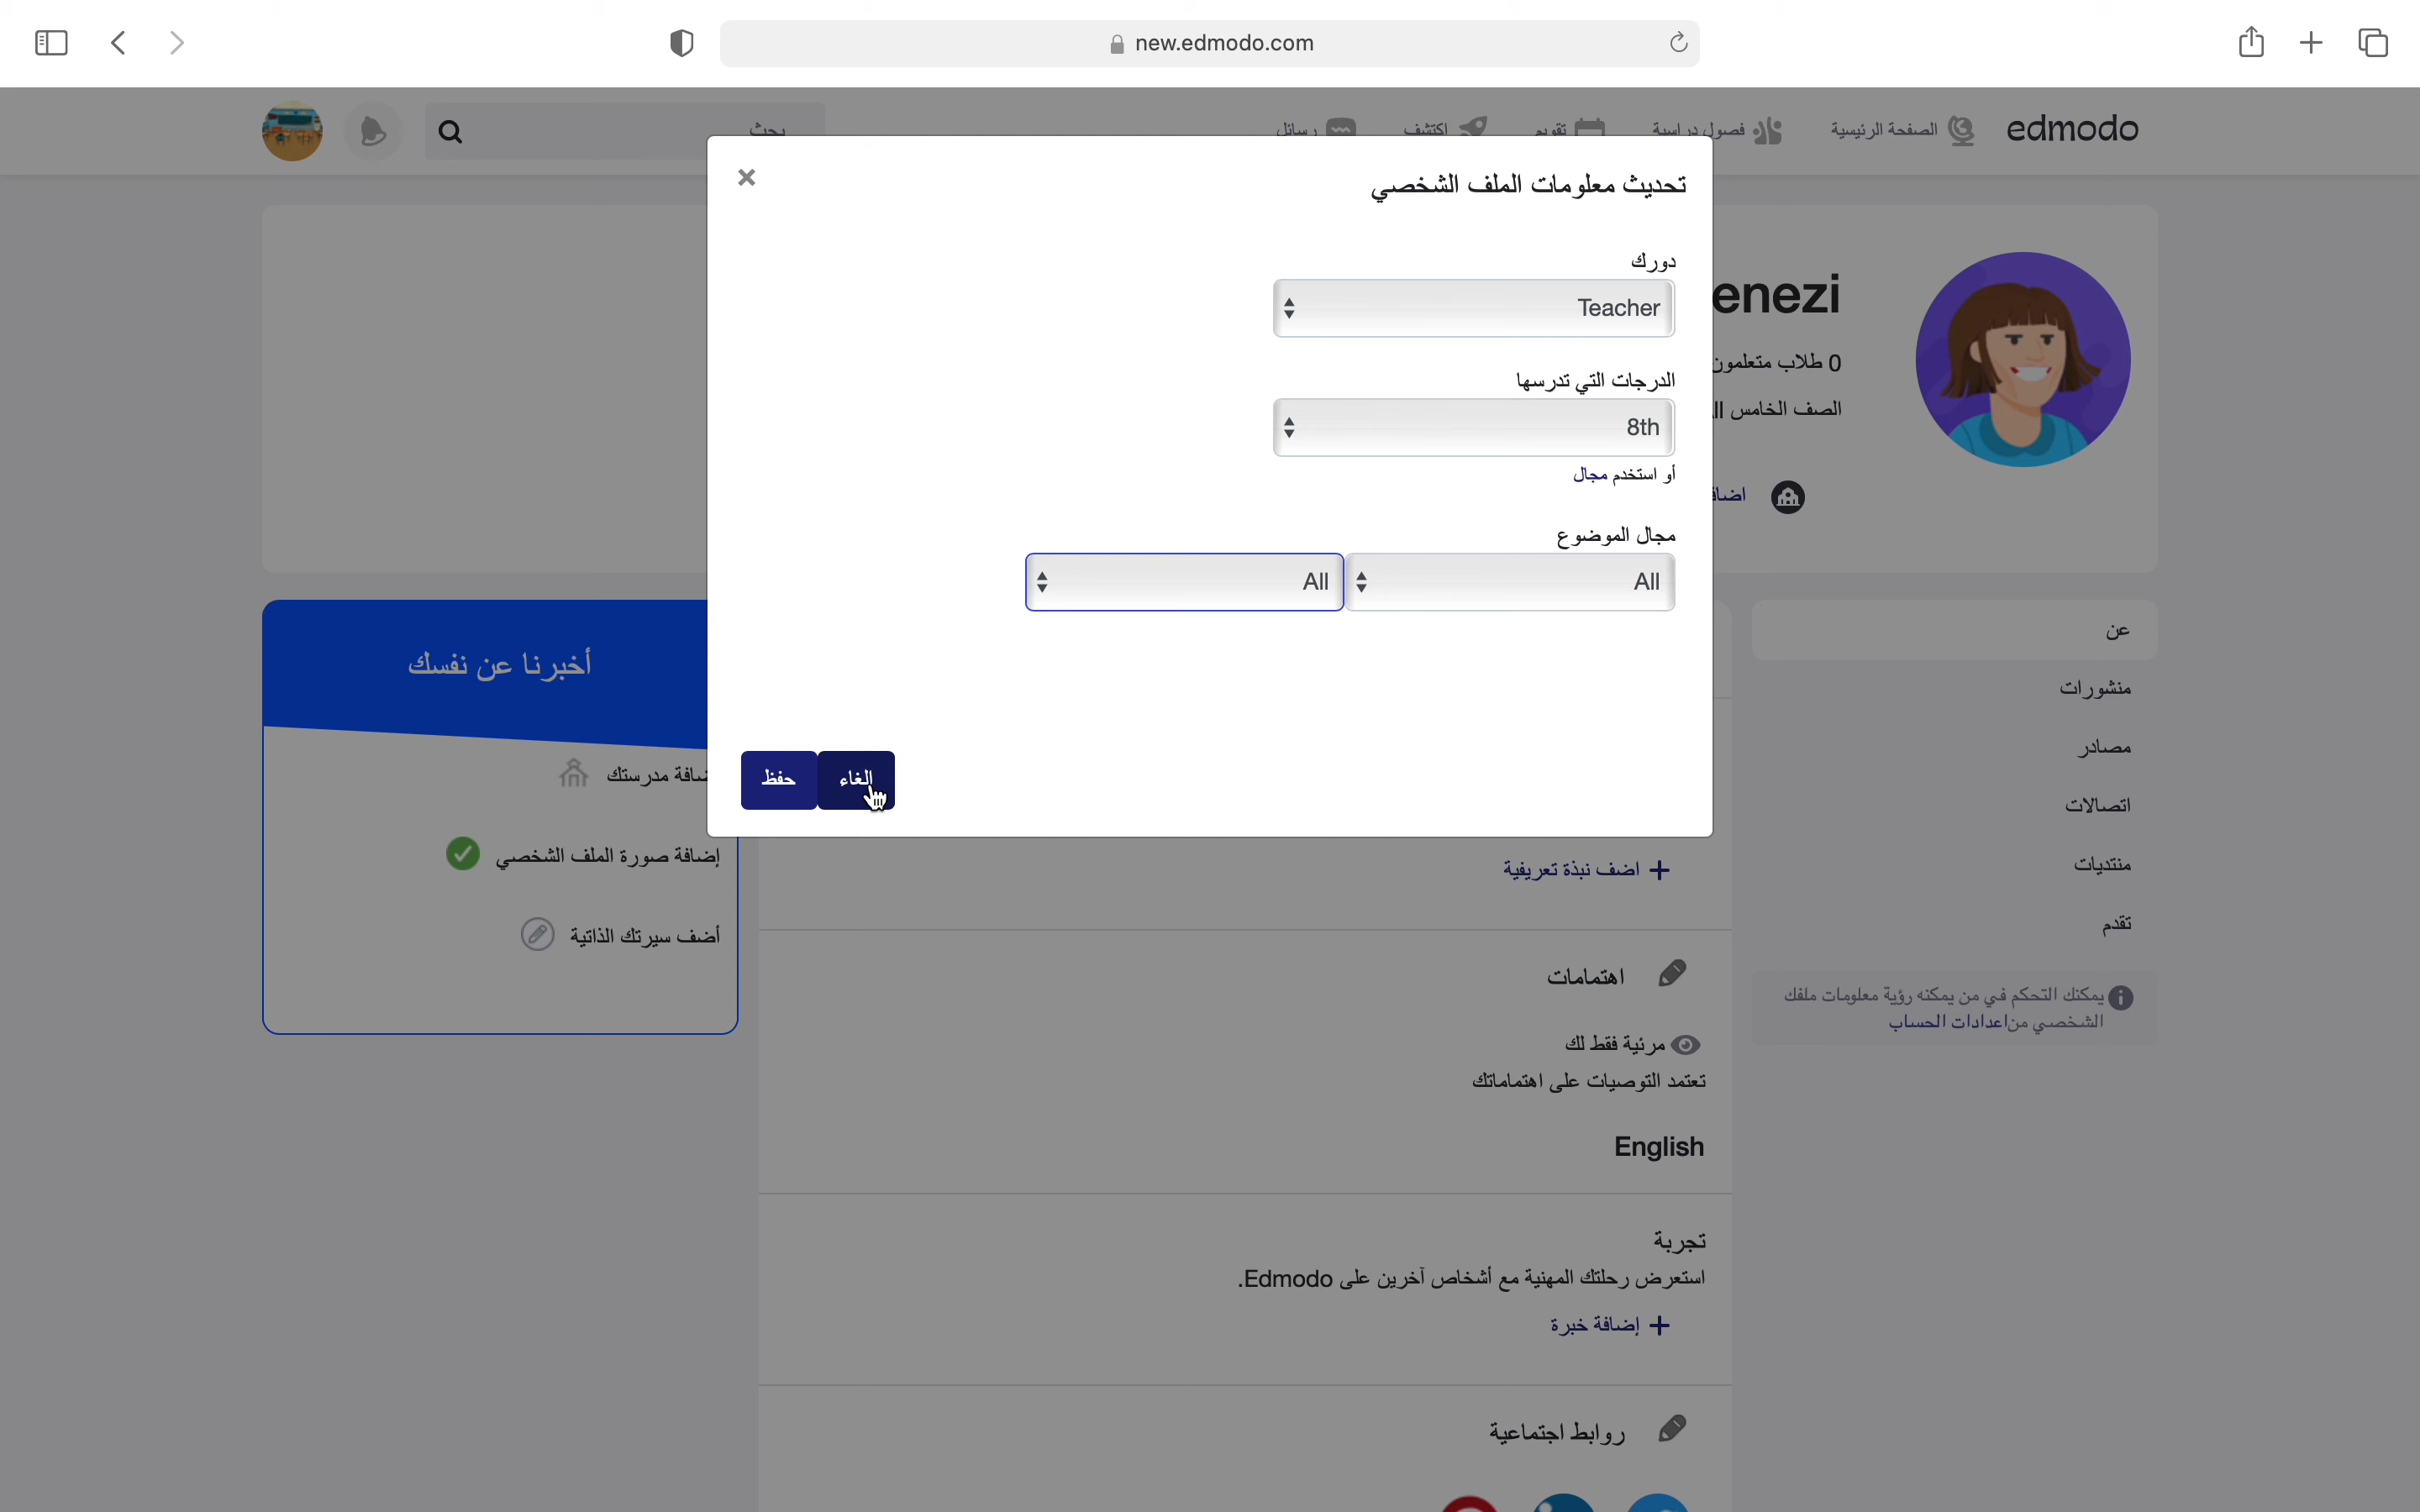 new.edmodo.com
edmodo
الصفحة الرئيسية
فصول دراسية
تقويم
اكتشف
رسائل
بحث
تحديث معلومات الملف الشخصي
دورك
Teacher
الدرجات التي تدرسها
8th
أو استخدم مجال
مجال الموضوع
All
All
الغاء
حفظ
enezi
0 طلاب متعلمون
الصف الخامس
عن
منشورات
مصادر
اتصالات
منتديات
تقدم
يمكنك التحكم في من يمكنه رؤية معلومات ملفك
الشخصي مناعدادات الحساب
+ اضف نبذة تعريفية
اهتمامات
مرئية فقط لك
تعتمد التوصيات على اهتماماتك
English
تجربة
استعرض رحلتك المهنية مع أشخاص آخرين على Edmodo.
+ إضافة خبرة
روابط اجتماعية
أخبرنا عن نفسك
مدرستك
إضافة صورة الملف الشخصي
أضف سيرتك الذاتية